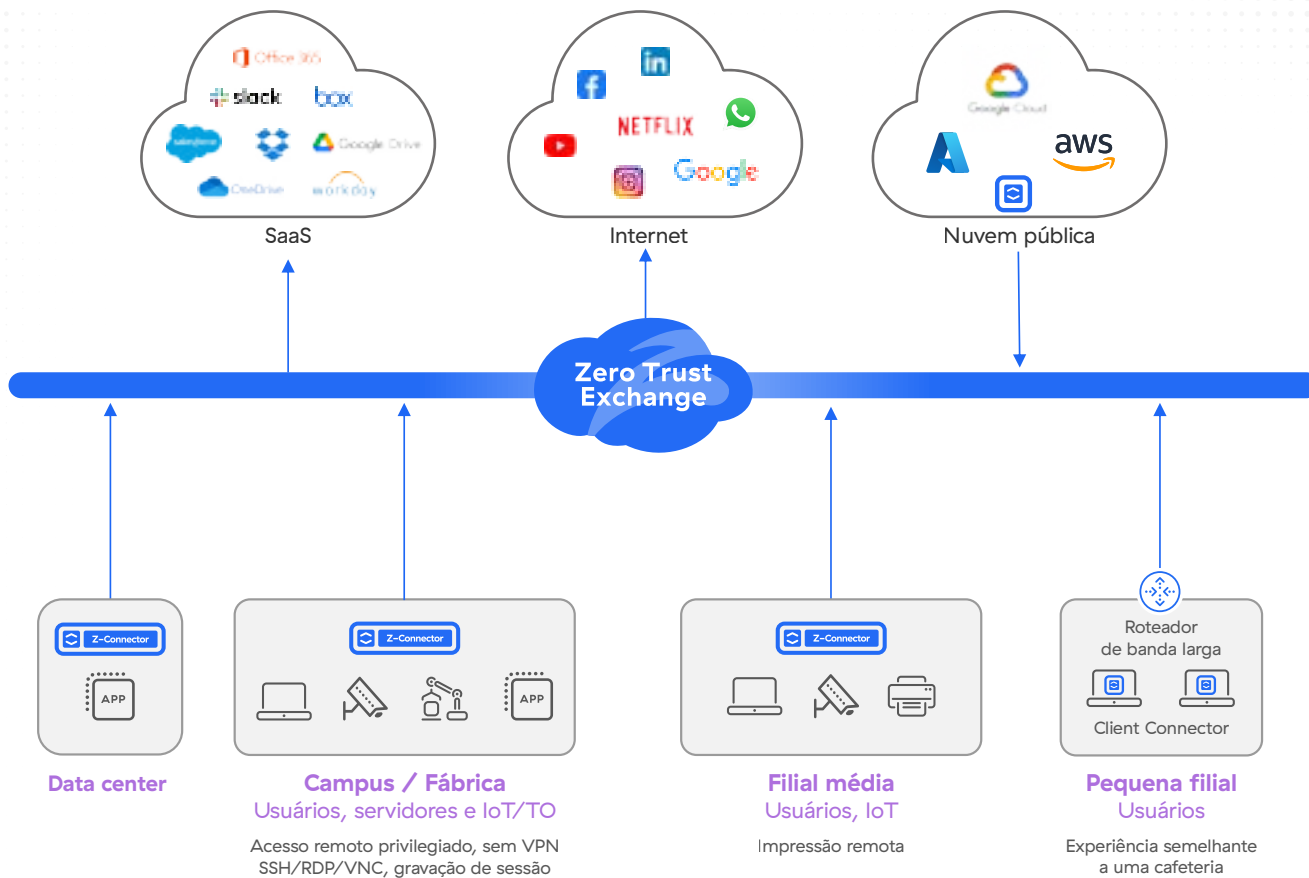 Office 365
slack
box
salesforce
Google Drive
OneDrive
workday
SaaS
in
NETFLIX
Google
Internet
Google Cloud
aws
Nuvem pública
Zero Trust
Exchange
Z-Connector
APP
Data center
Z-Connector
APP
Campus / Fábrica
Usuários, servidores e IoT/TO
Acesso remoto privilegiado, sem VPN
SSH/RDP/VNC, gravação de sessão
Z-Connector
Filial média
Usuários, IoT
Impressão remota
Roteador
de banda larga
Client Connector
Pequena filial
Usuários
Experiência semelhante
a uma cafeteria